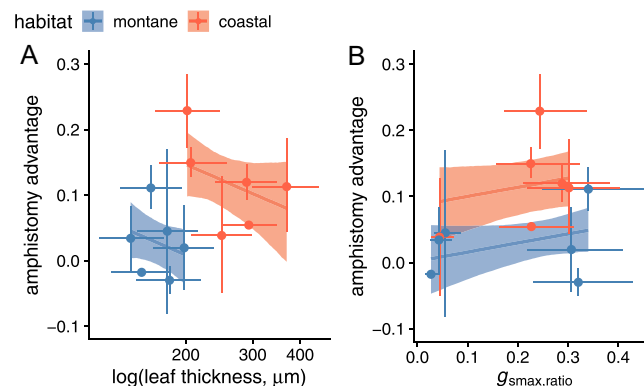 habitat montane coastal
A
amphistomy advantage
0.3
0.2
0.1
0.0
−0.1
200 300 400
log(leaf thickness, μm)
B
amphistomy advantage
0.3
0.2
0.1
0.0
−0.1
0.0 0.1 0.2 0.3 0.4
gsmax,ratio